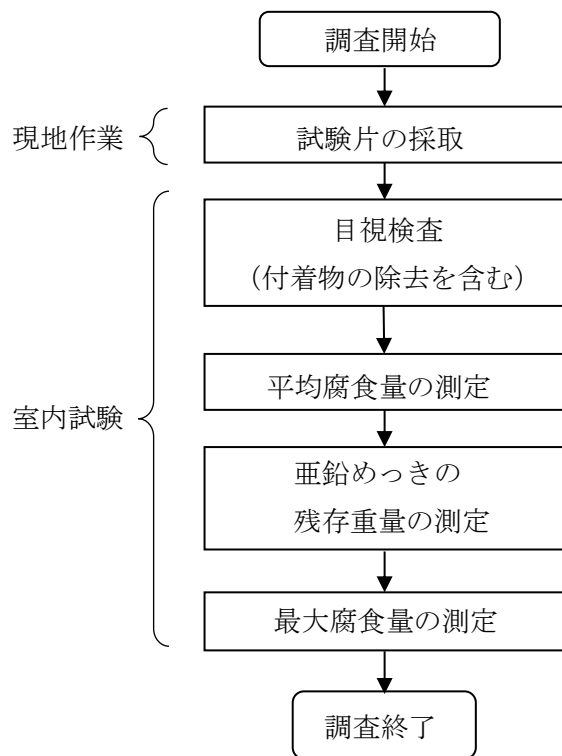 調査開始
現地作業
試験片の採取
目視検査
(付着物の除去を含む)
平均腐食量の測定
室内試験
亜鉛めっきの
残存重量の測定
最大腐食量の測定
調査終了